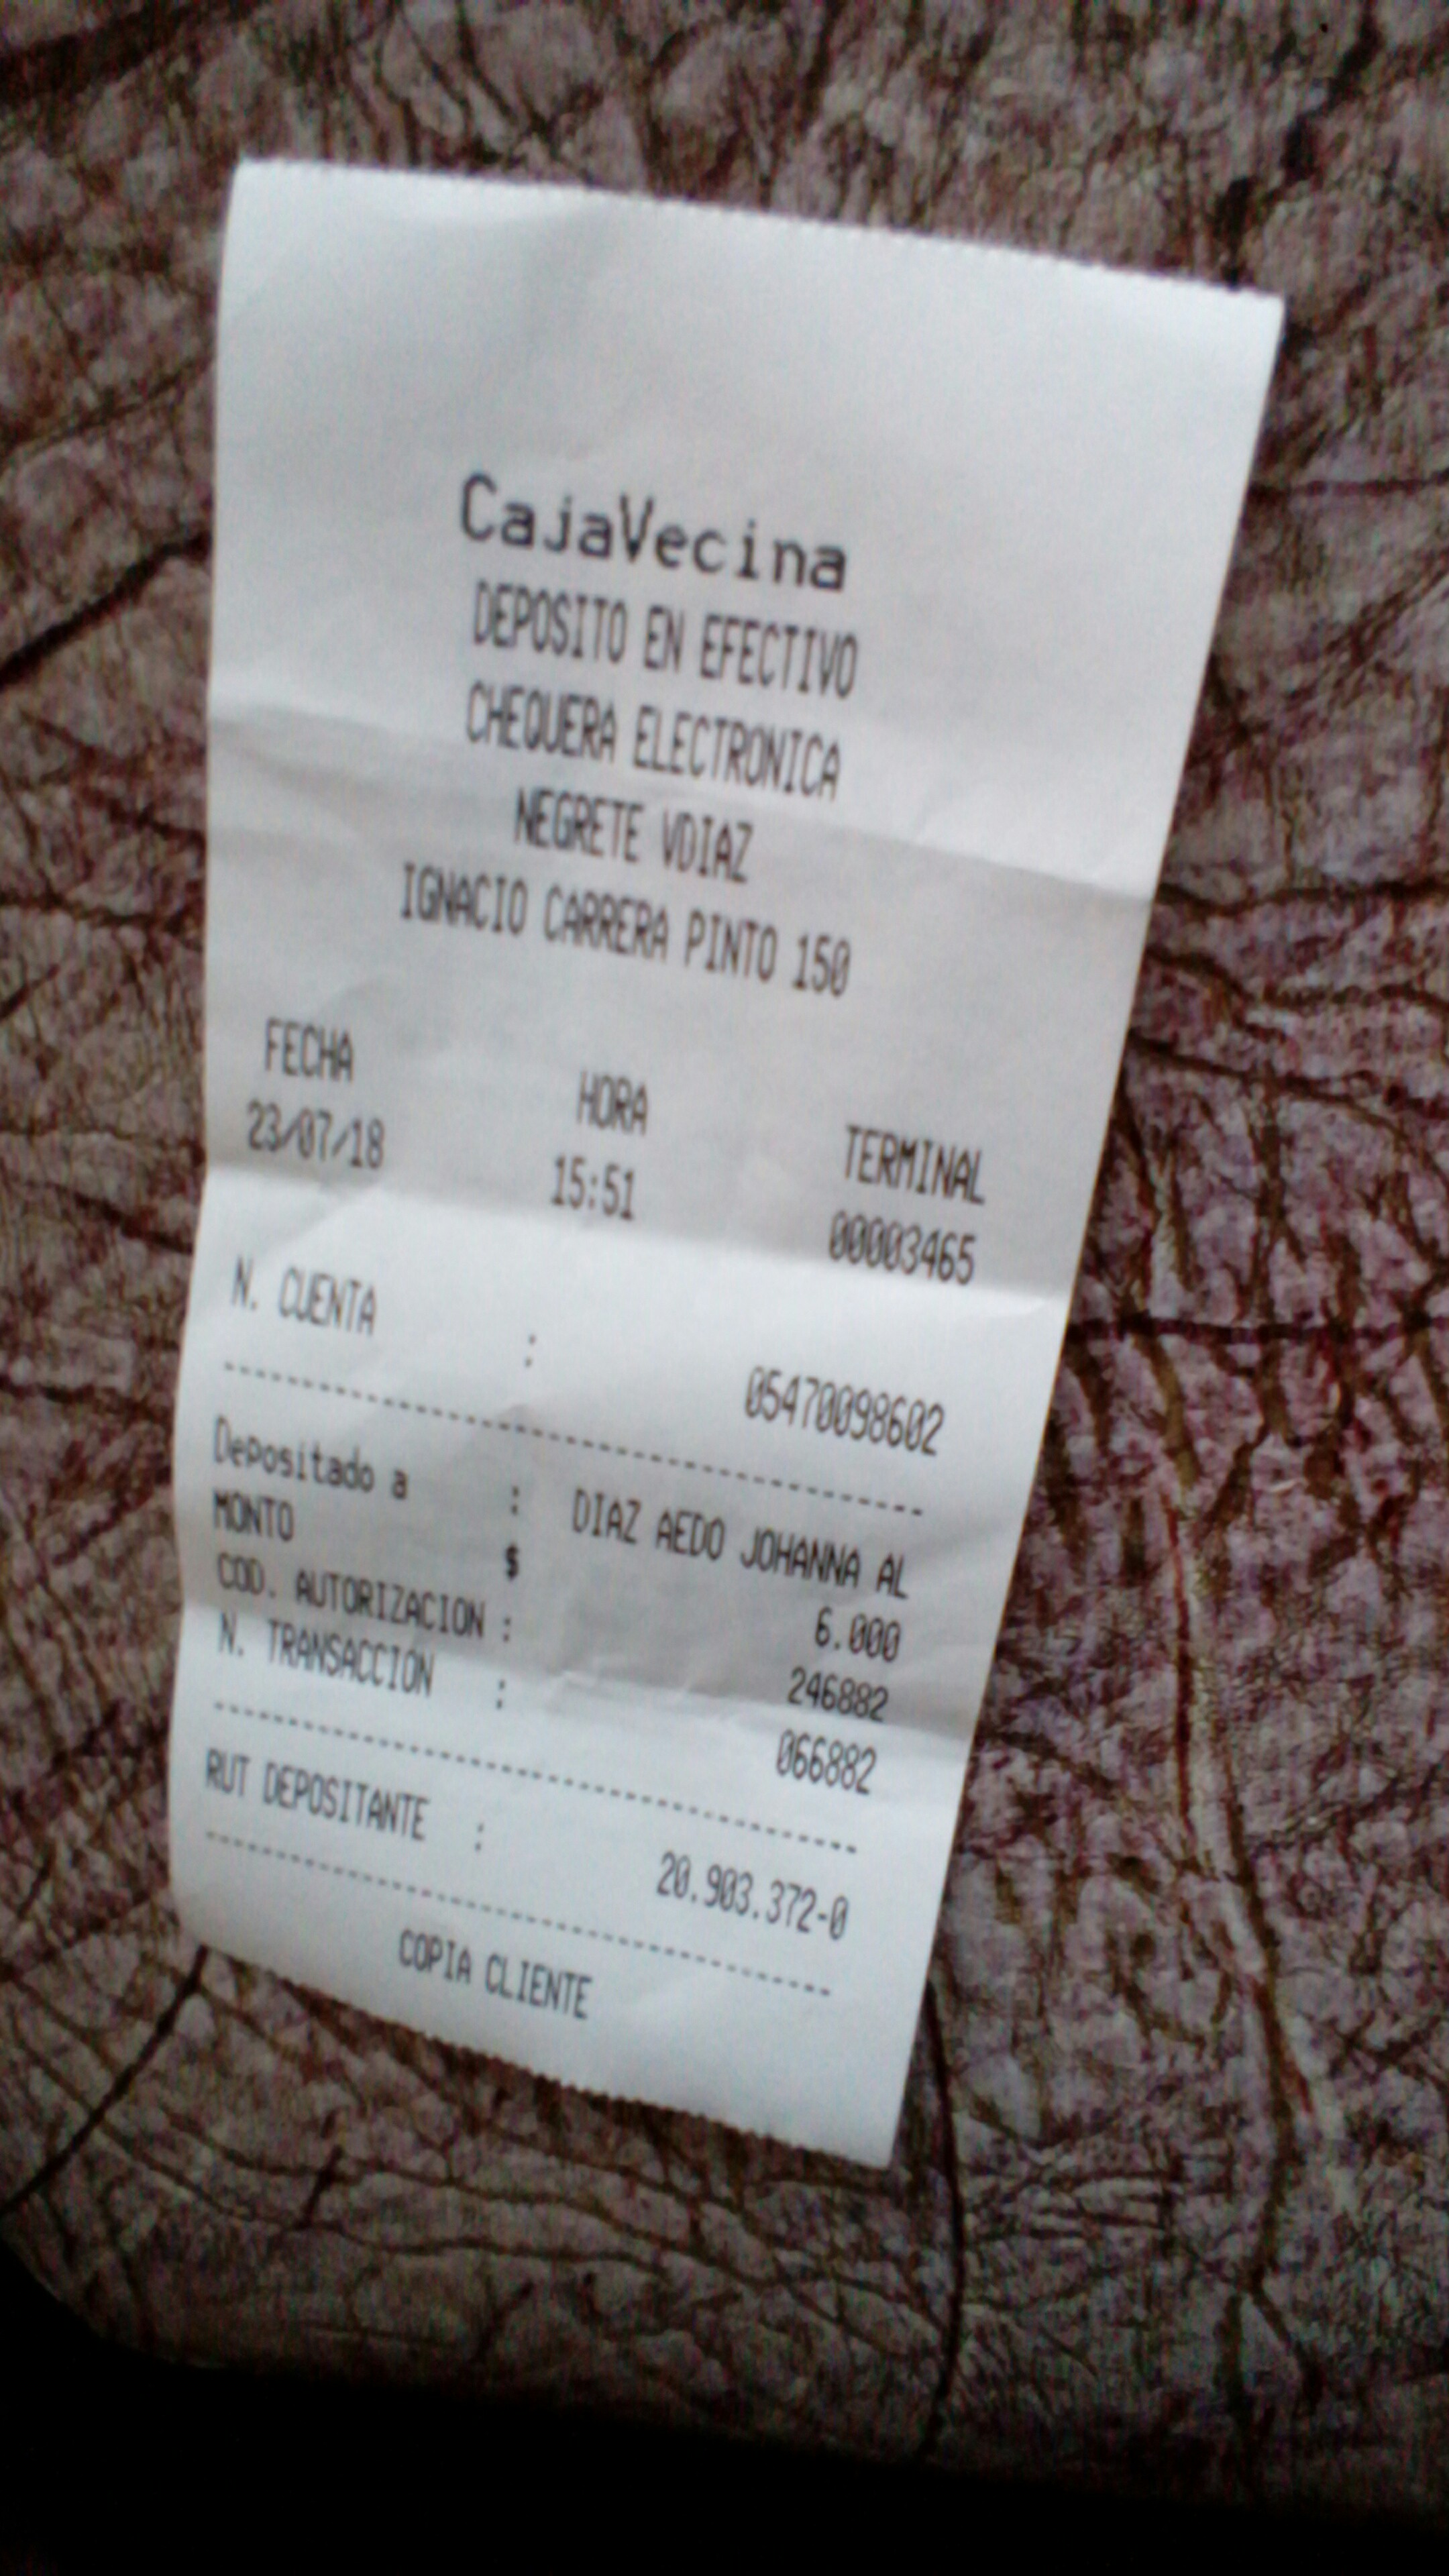 CajaVecina
DEPOSITO EN EFECTIVO
CHEQUERA ELECTRONICA
NEGRETE VDIAZ
IGNACIO CARRERA PINTO 150
FECHA HORA TERMINAL
23/07/18 15:51 00003465
N. CUENTA : 05470098602
--------------------------------------
Depositado a : DIAZ AEDO JOHANNA AL
MONTO $ 6.000
COD. AUTORIZACION : 246882
N. TRANSACCION : 066882
--------------------------------------
RUT DEPOSITANTE : 20.903.372-0
--------------------------------------
COPIA CLIENTE